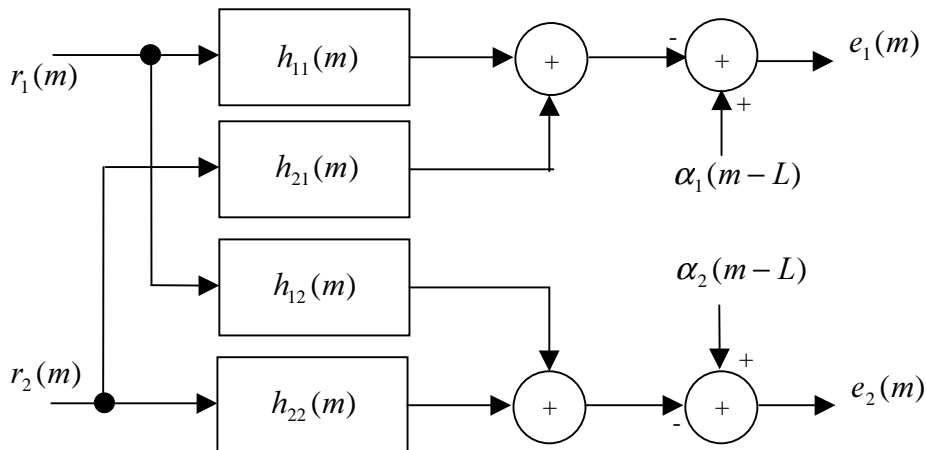 h₁₁(m)
+
-
+
e₁(m)
r₁(m)
+
h₂₁(m)
α₁(m − L)
h₁₂(m)
α₂(m − L)
r₂(m)
+
h₂₂(m)
+
-
+
e₂(m)